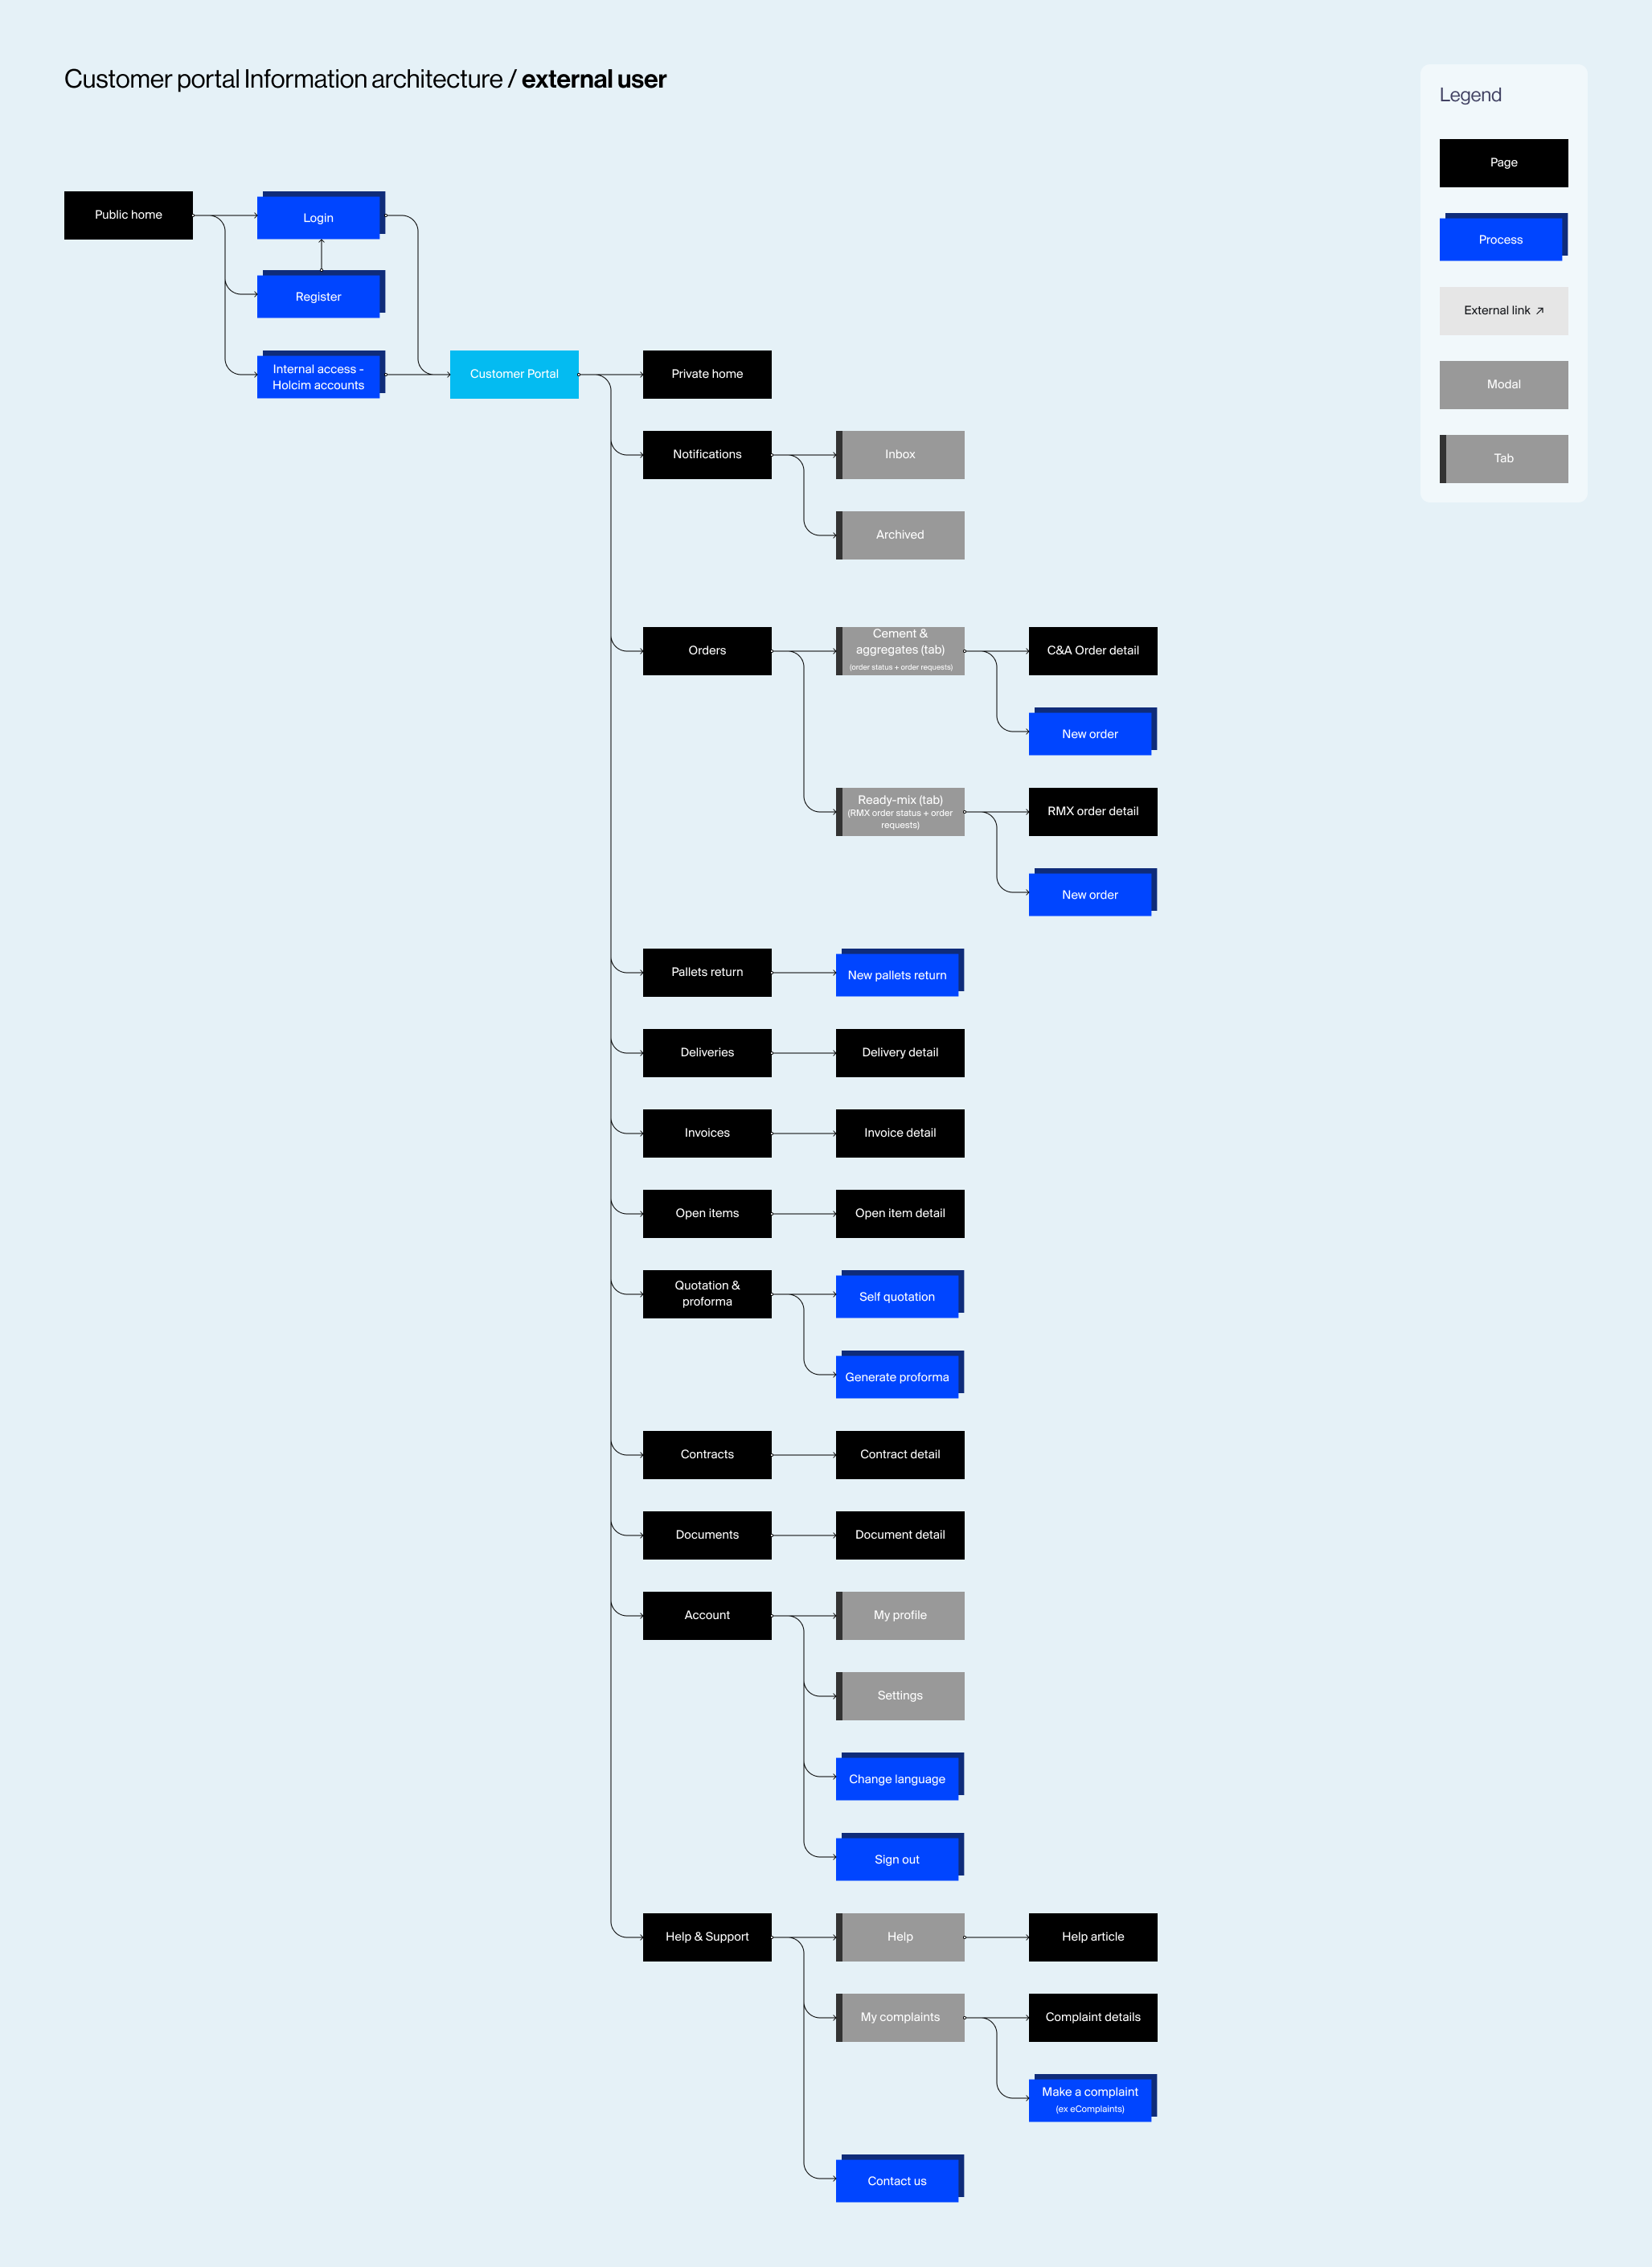 Customer portal Information architecture / external user
Legend
Page
Process
External link ↗
Modal
Tab
Public home
Login
Register
Internal access -
Holcim accounts
Customer Portal
Private home
Notifications
Inbox
Archived
Orders
Cement &
aggregates (tab)
(order status + order requests)
C&A Order detail
New order
Ready-mix (tab)
(RMX order status + order
requests)
RMX order detail
New order
Pallets return
New pallets return
Deliveries
Delivery detail
Invoices
Invoice detail
Open items
Open item detail
Quotation &
proforma
Self quotation
Generate proforma
Contracts
Contract detail
Documents
Document detail
Account
My profile
Settings
Change language
Sign out
Help & Support
Help
Help article
My complaints
Complaint details
Make a complaint
(ex eComplaints)
Contact us